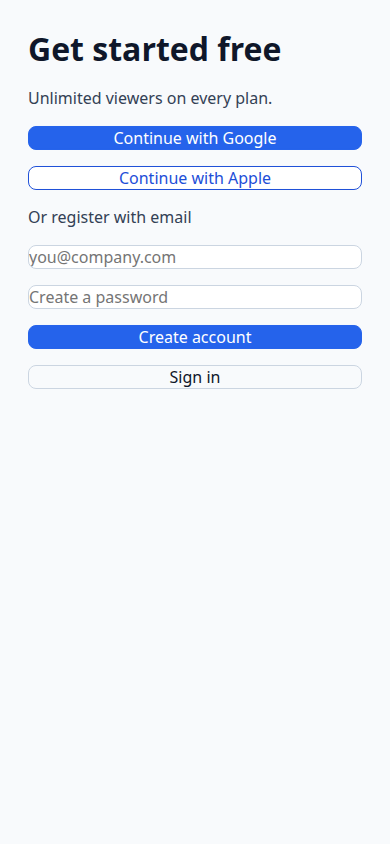 Get started free
Unlimited viewers on every plan.
Continue with Google
Continue with Apple
Or register with email
you@company.com
Create a password
Create account
Sign in